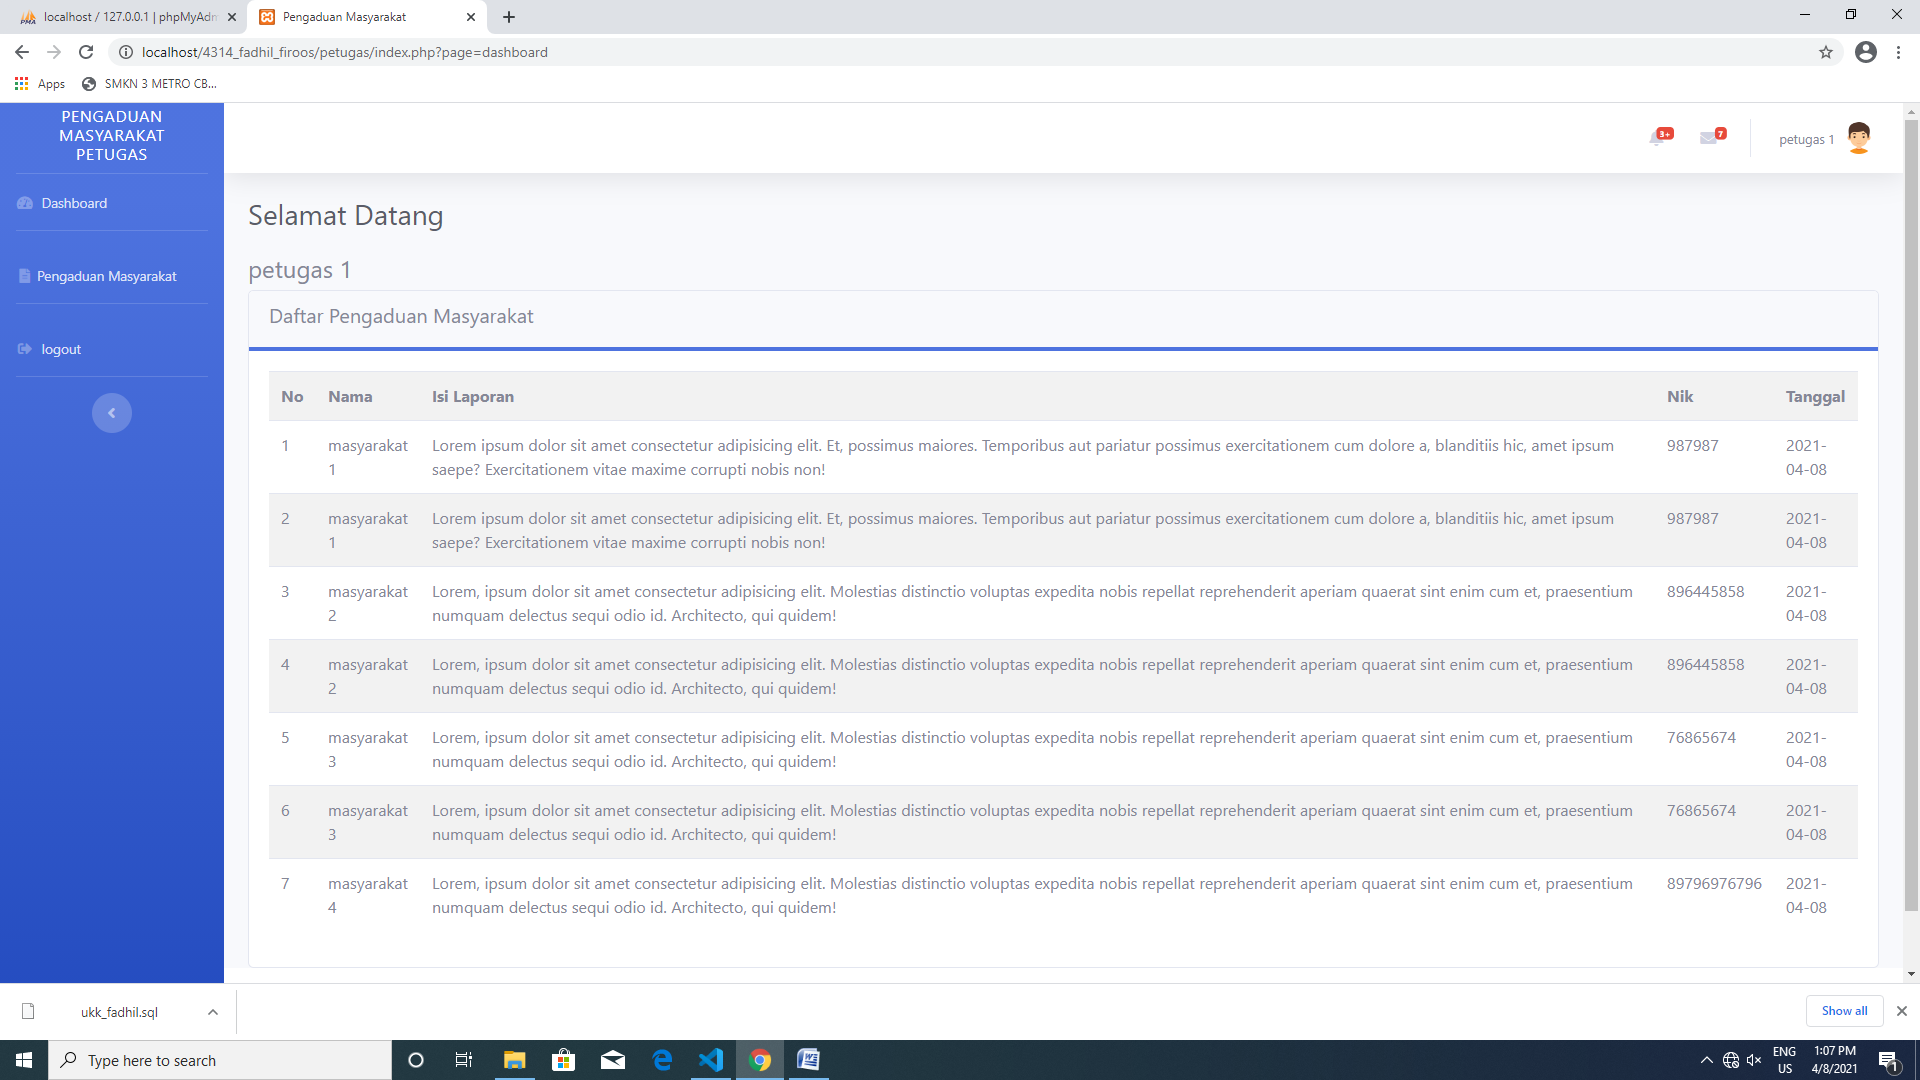 localhost / 127.0.0.1 | phpMyAdm
Pengaduan Masyarakat
localhost/4314_fadhil_firoos/petugas/index.php?page=dashboard
Apps
SMKN 3 METRO CB...
PENGADUAN
MASYARAKAT
PETUGAS
3+
7
petugas 1
Dashboard
Pengaduan Masyarakat
logout
Selamat Datang
petugas 1
Daftar Pengaduan Masyarakat
No Nama Isi Laporan Nik Tanggal
1 masyarakat Lorem ipsum dolor sit amet consectetur adipisicing elit. Et, possimus maiores. Temporibus aut pariatur possimus exercitationem cum dolore a, blanditiis hic, amet ipsum 987987 2021-
1 saepe? Exercitationem vitae maxime corrupti nobis non! 04-08
2 masyarakat Lorem ipsum dolor sit amet consectetur adipisicing elit. Et, possimus maiores. Temporibus aut pariatur possimus exercitationem cum dolore a, blanditiis hic, amet ipsum 987987 2021-
1 saepe? Exercitationem vitae maxime corrupti nobis non! 04-08
3 masyarakat Lorem, ipsum dolor sit amet consectetur adipisicing elit. Molestias distinctio voluptas expedita nobis repellat reprehenderit aperiam quaerat sint enim cum et, praesentium 896445858 2021-
2 numquam delectus sequi odio id. Architecto, qui quidem! 04-08
4 masyarakat Lorem, ipsum dolor sit amet consectetur adipisicing elit. Molestias distinctio voluptas expedita nobis repellat reprehenderit aperiam quaerat sint enim cum et, praesentium 896445858 2021-
2 numquam delectus sequi odio id. Architecto, qui quidem! 04-08
5 masyarakat Lorem, ipsum dolor sit amet consectetur adipisicing elit. Molestias distinctio voluptas expedita nobis repellat reprehenderit aperiam quaerat sint enim cum et, praesentium 76865674 2021-
3 numquam delectus sequi odio id. Architecto, qui quidem! 04-08
6 masyarakat Lorem, ipsum dolor sit amet consectetur adipisicing elit. Molestias distinctio voluptas expedita nobis repellat reprehenderit aperiam quaerat sint enim cum et, praesentium 76865674 2021-
3 numquam delectus sequi odio id. Architecto, qui quidem! 04-08
7 masyarakat Lorem, ipsum dolor sit amet consectetur adipisicing elit. Molestias distinctio voluptas expedita nobis repellat reprehenderit aperiam quaerat sint enim cum et, praesentium 89796976796 2021-
4 numquam delectus sequi odio id. Architecto, qui quidem! 04-08
ukk_fadhil.sql
Show all
Type here to search
ENG
US
1:07 PM
4/8/2021
1